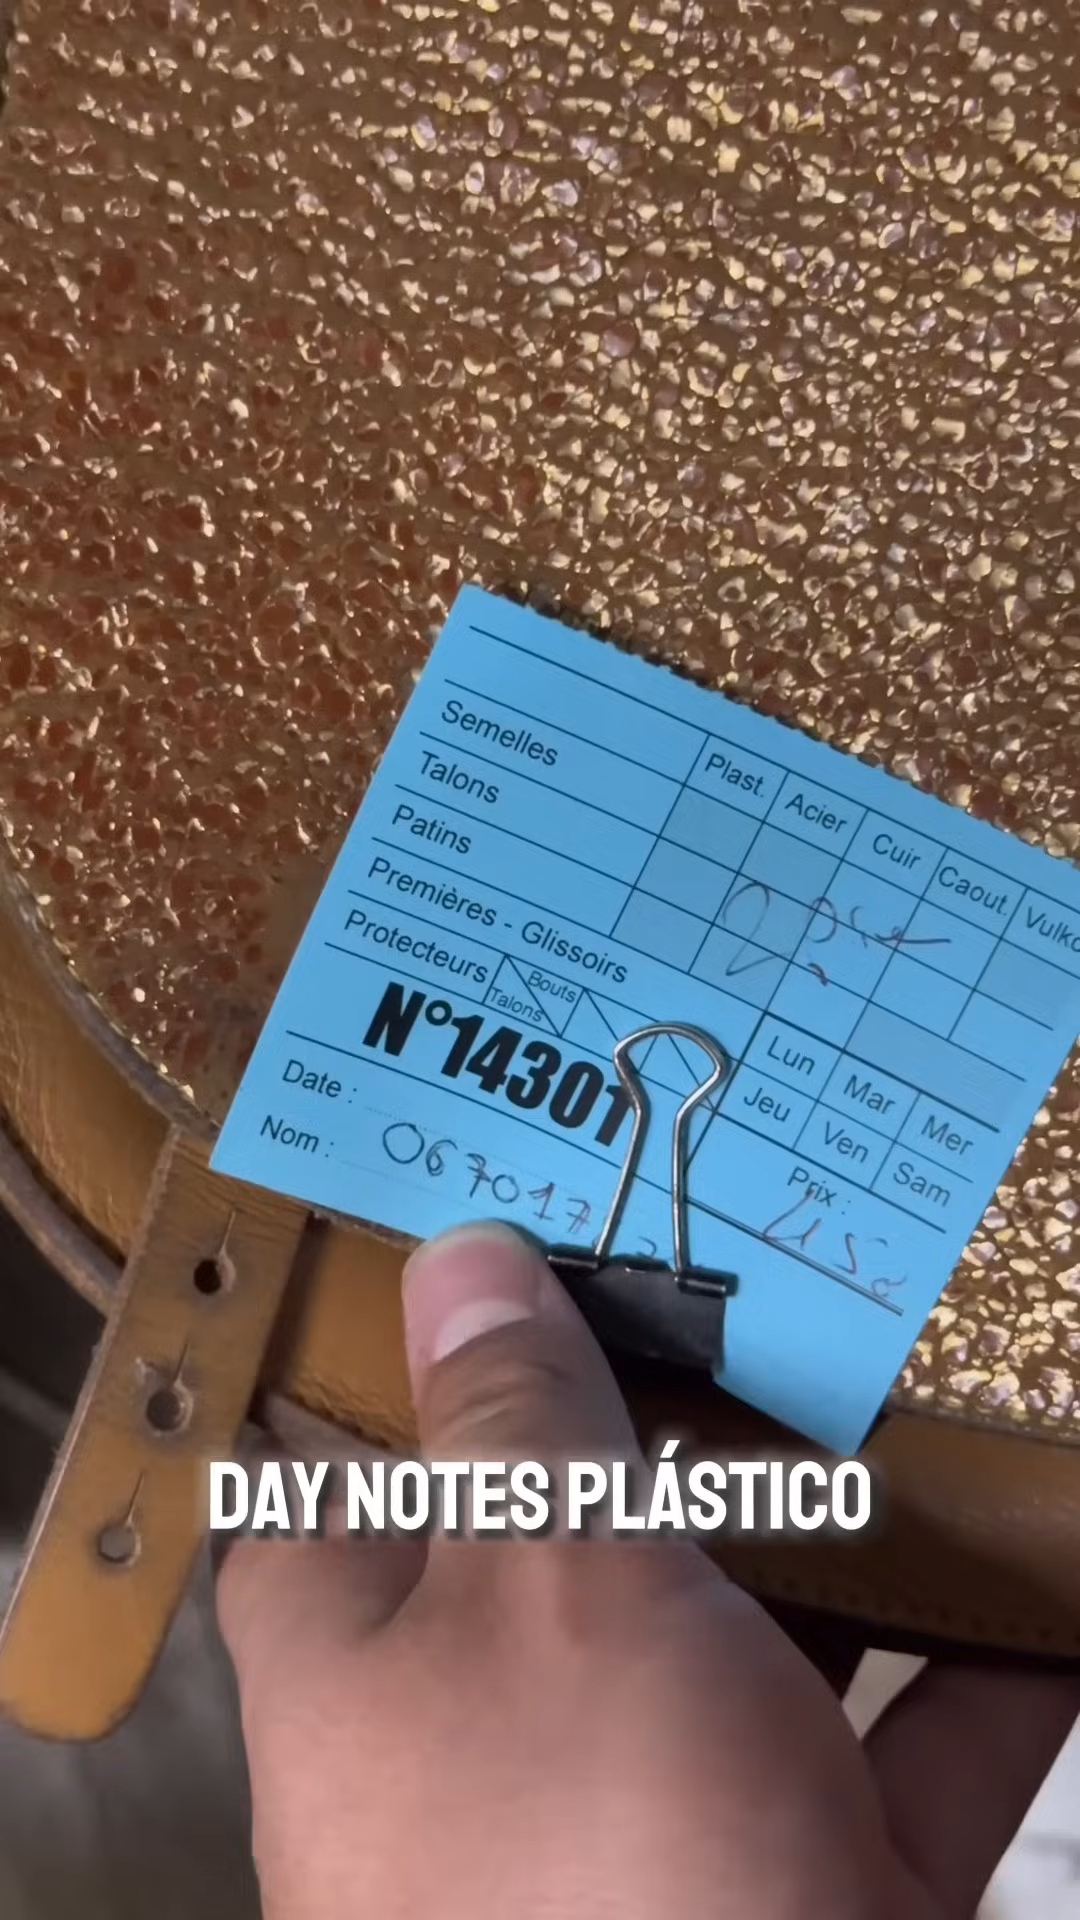 Semelles
Plast. Acier Cuir Caout.
Talons
Patins
Premières - Glissoirs
Protecteurs Bouts Talons
N°14301
Lun Mar Mer
Jeu Ven Sam
Date :
Nom : 067017
Prix :
DAY NOTES PLÁSTICO